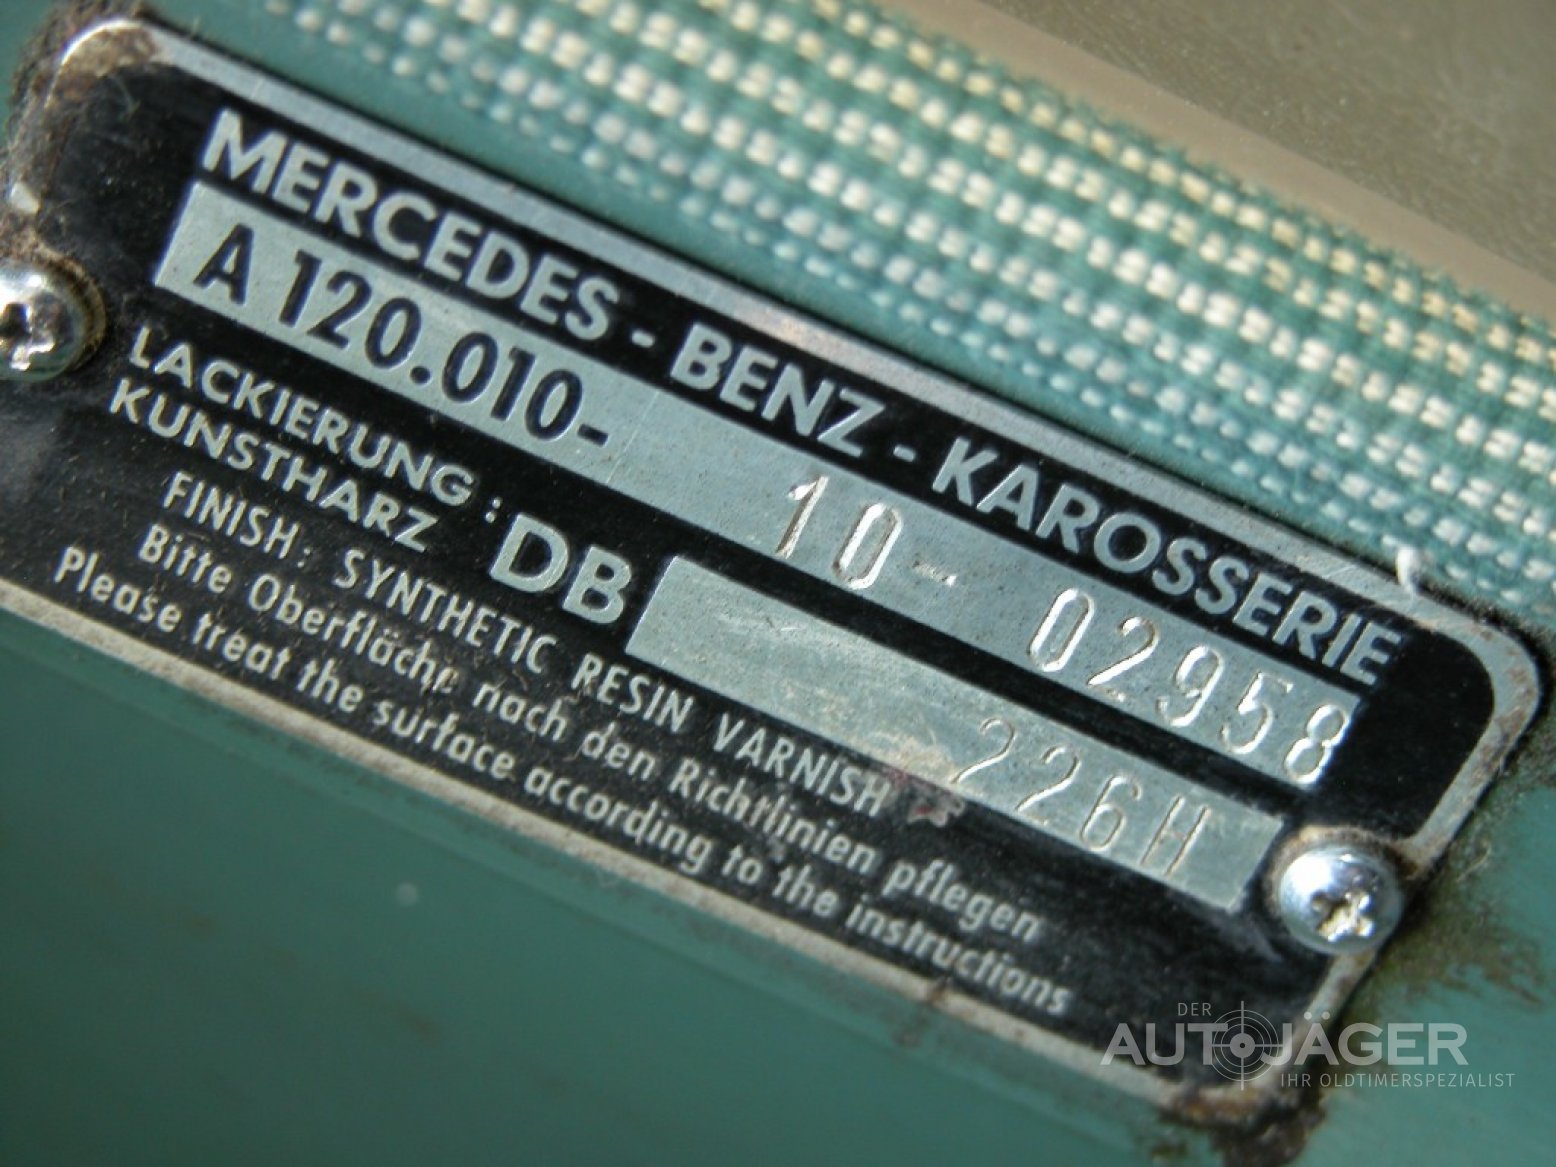 MERCEDES - BENZ - KAROSSERIE
A 120.010- 10- 02958
LACKIERUNG :
KUNSTHARZ DB 226H
FINISH: SYNTHETIC RESIN VARNISH
Bitte Oberfläche nach den Richtlinien pflegen
Please treat the surface according to the instructions
DER
AUTOJÄGER
IHR OLDTIMERSPEZIALIST